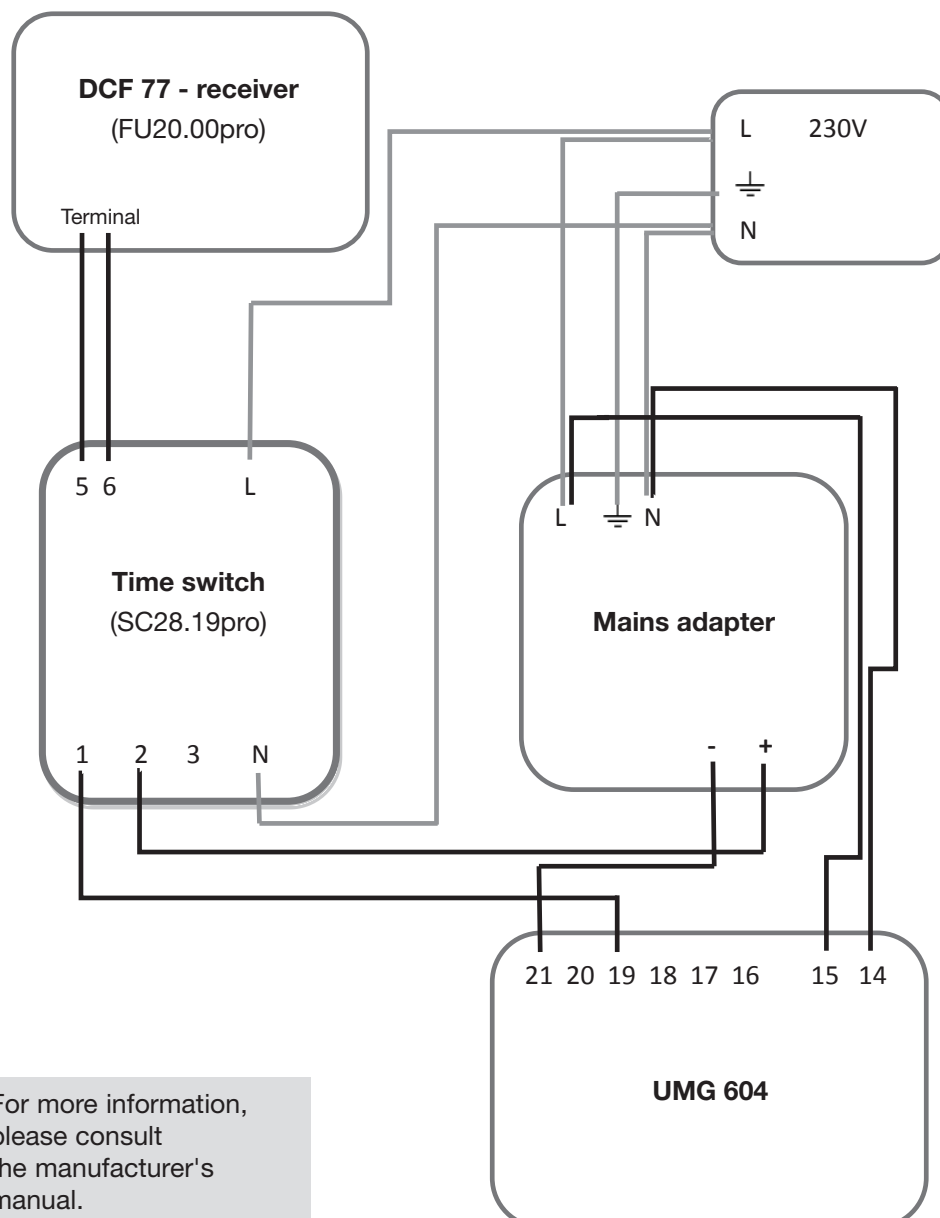 DCF 77 - receiver
(FU20.00pro)
Terminal
L 230V
N
5 6 L
Time switch
(SC28.19pro)
1 2 3 N
L N
Mains adapter
- +
21 20 19 18 17 16 15 14
UMG 604
For more information,
please consult
the manufacturer's
manual.